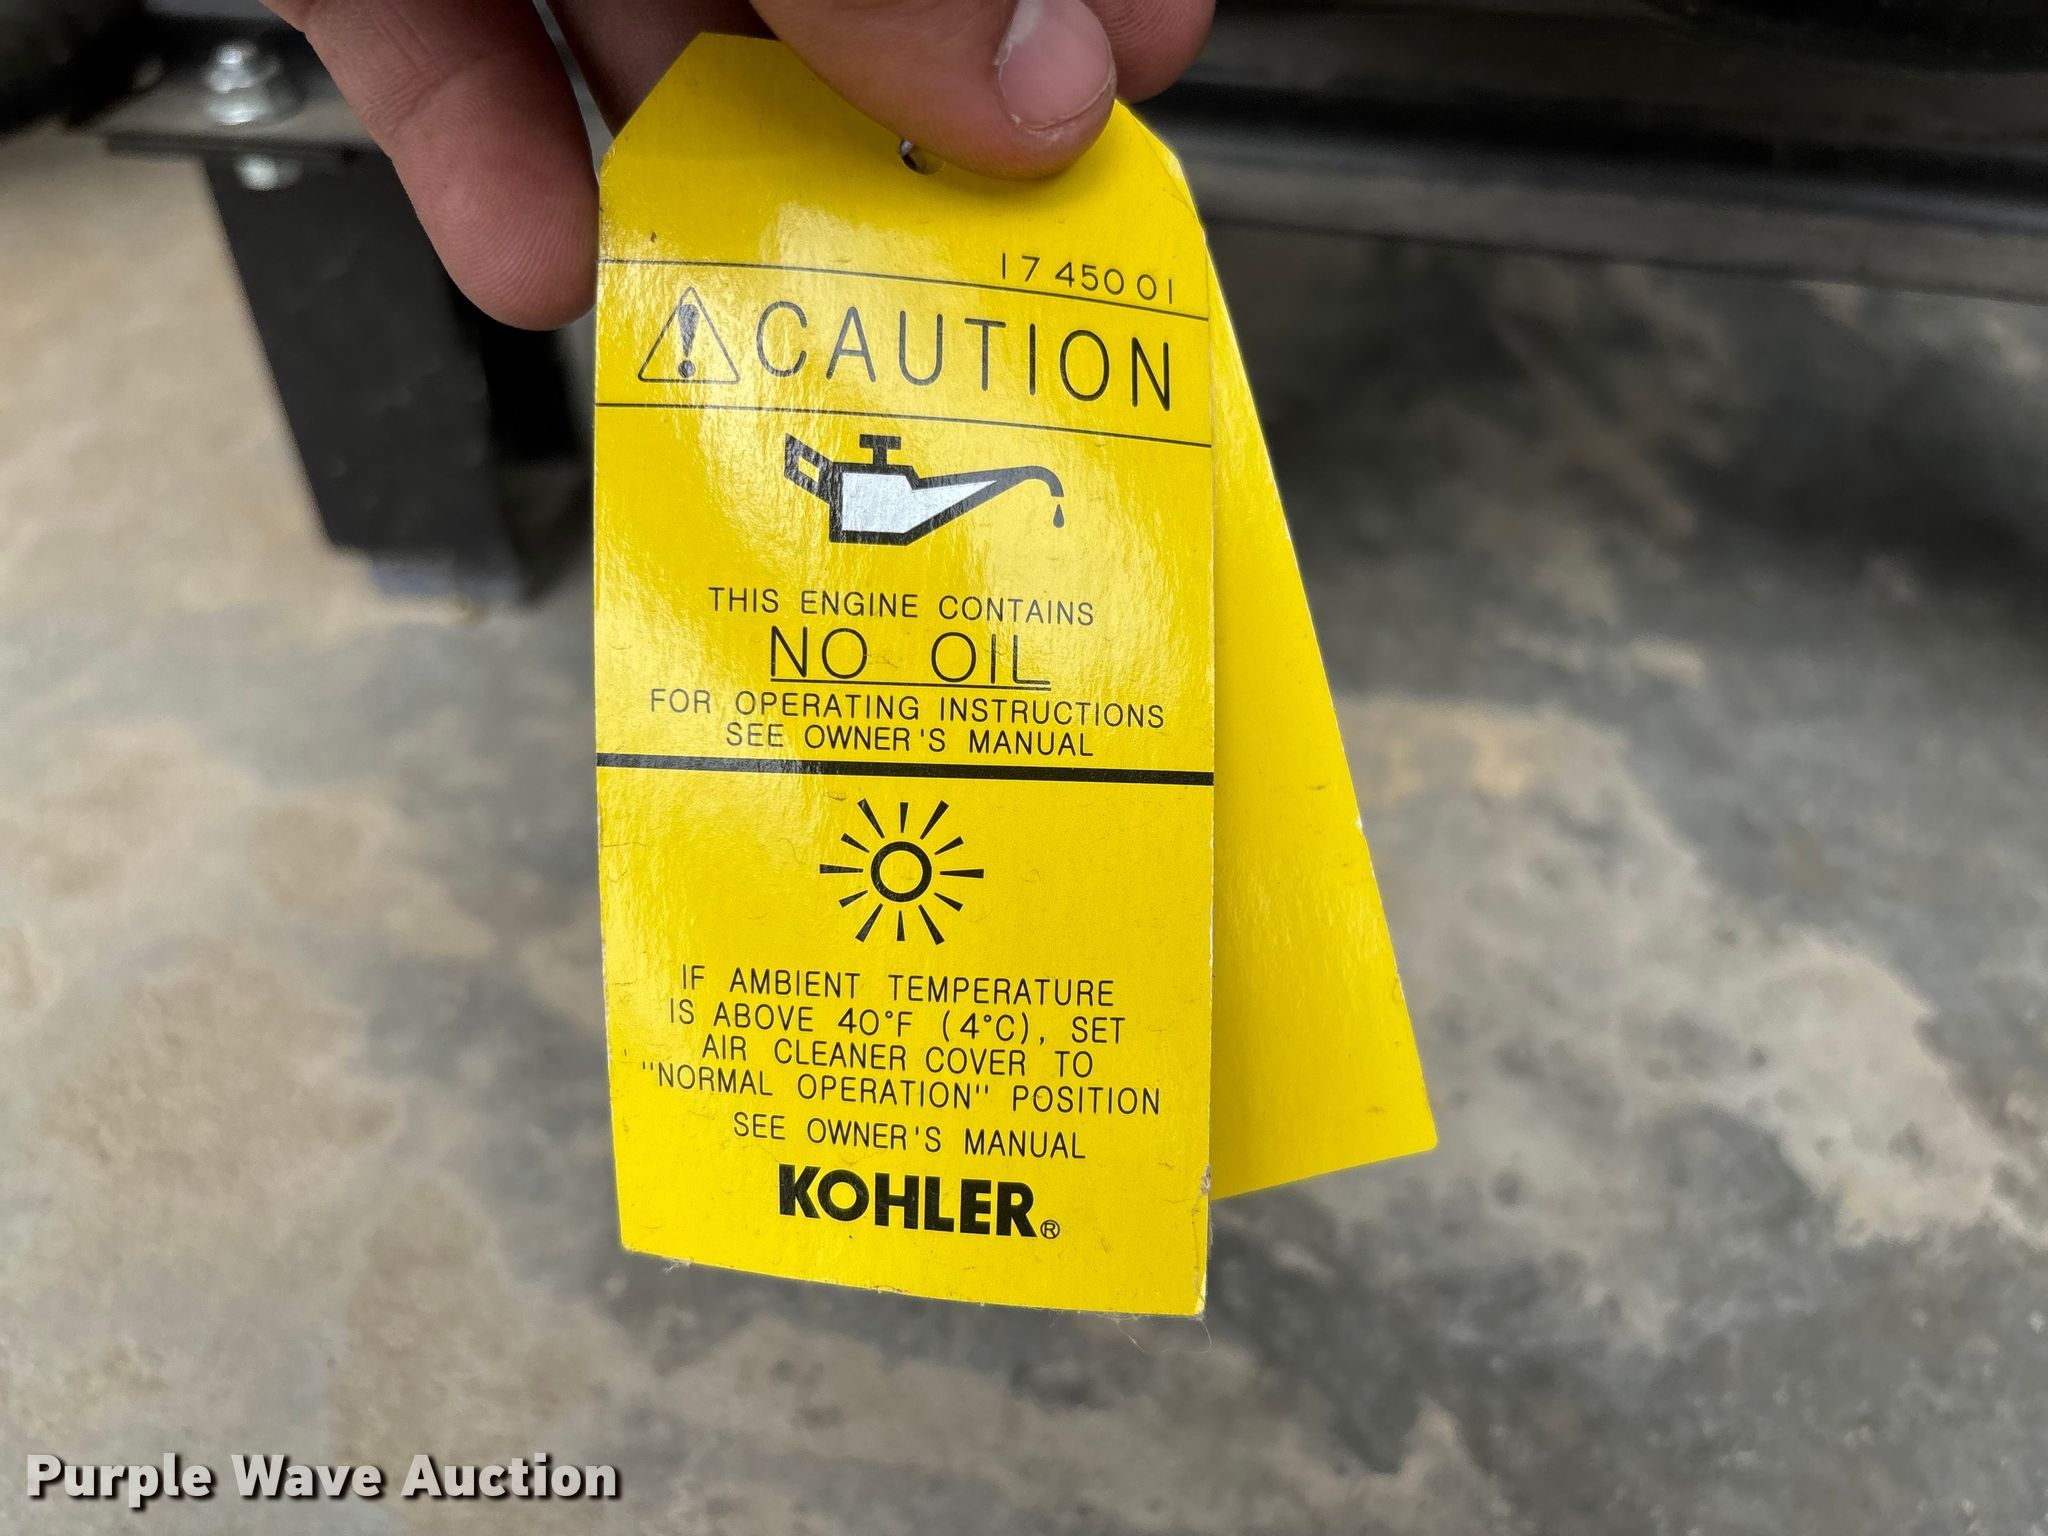 17 450 01
CAUTION
THIS ENGINE CONTAINS
NO OIL
FOR OPERATING INSTRUCTIONS
SEE OWNER'S MANUAL
IF AMBIENT TEMPERATURE
IS ABOVE 40°F (4°C), SET
AIR CLEANER COVER TO
"NORMAL OPERATION" POSITION
SEE OWNER'S MANUAL
KOHLER®
Purple Wave Auction